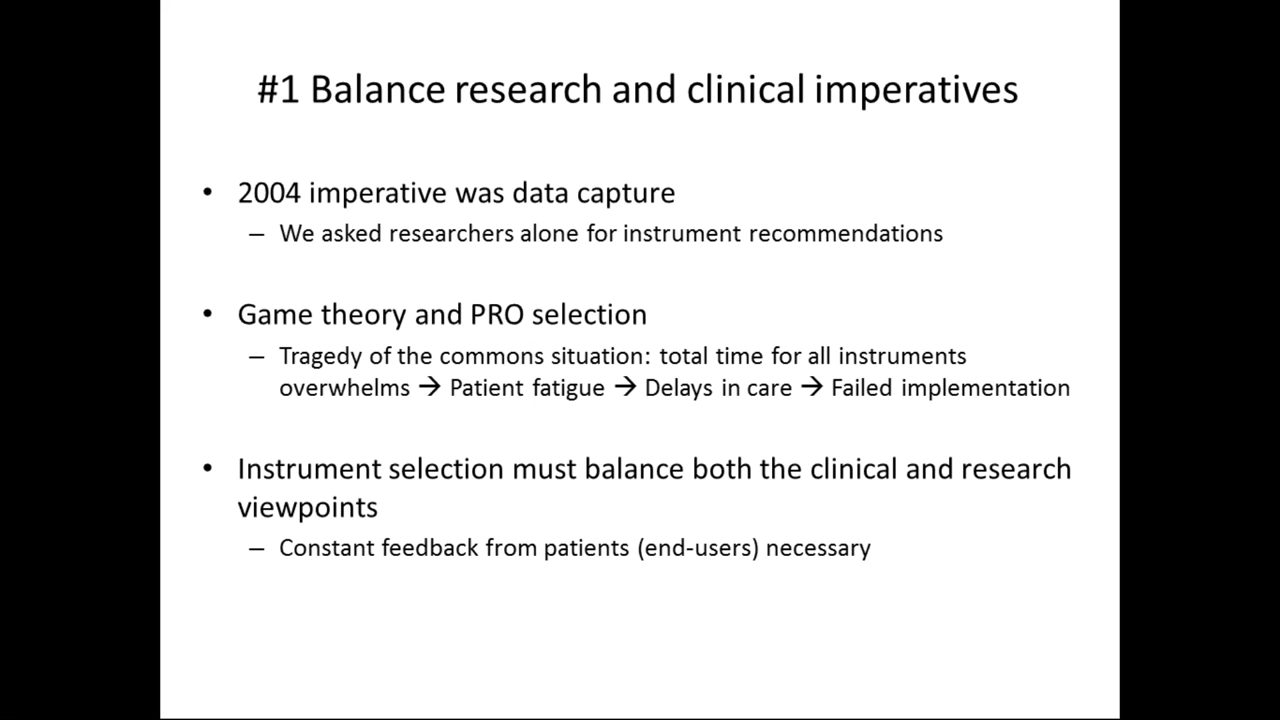 #1 Balance research and clinical imperatives
• 2004 imperative was data capture
– We asked researchers alone for instrument recommendations
• Game theory and PRO selection
– Tragedy of the commons situation: total time for all instruments
overwhelms → Patient fatigue → Delays in care → Failed implementation
• Instrument selection must balance both the clinical and research
viewpoints
– Constant feedback from patients (end-users) necessary